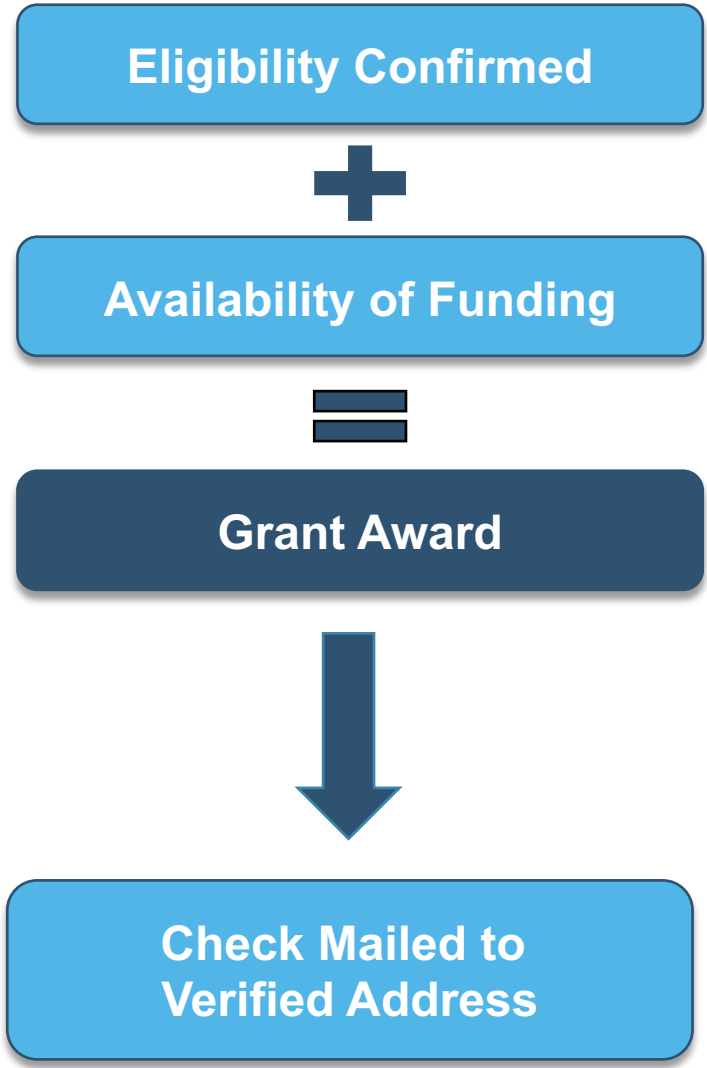 Eligibility Confirmed
Availability of Funding
Grant Award
Check Mailed to
Verified Address